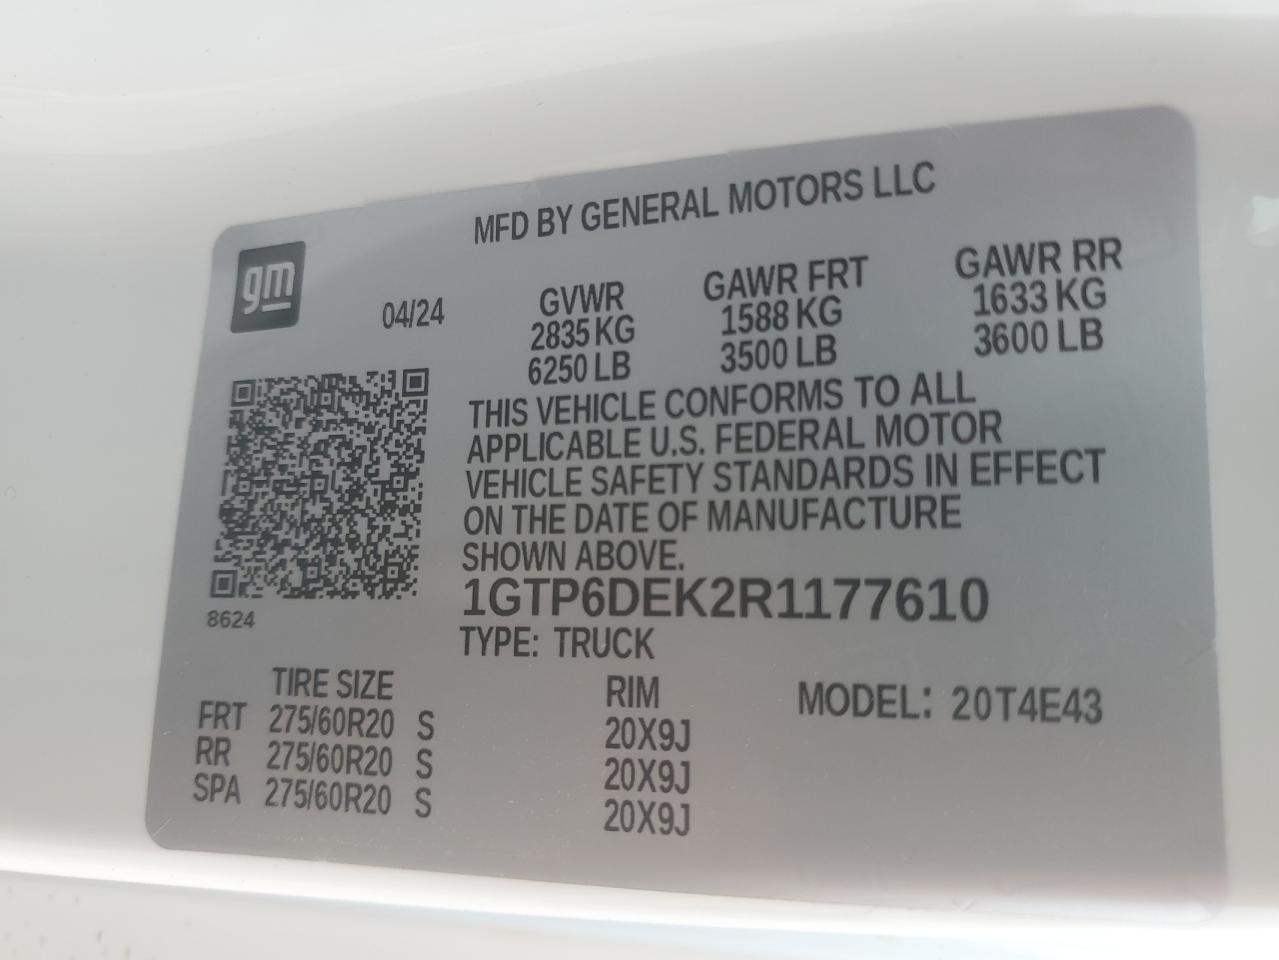 MFD BY GENERAL MOTORS LLC
gm
04/24
GVWR GAWR FRT GAWR RR
2835 KG 1588 KG 1633 KG
6250 LB 3500 LB 3600 LB
THIS VEHICLE CONFORMS TO ALL
APPLICABLE U.S. FEDERAL MOTOR
VEHICLE SAFETY STANDARDS IN EFFECT
ON THE DATE OF MANUFACTURE
SHOWN ABOVE.
1GTP6DEK2R1177610
8624
TYPE: TRUCK
TIRE SIZE RIM MODEL: 20T4E43
FRT 275/60R20 S 20X9J
RR 275/60R20 S 20X9J
SPA 275/60R20 S 20X9J